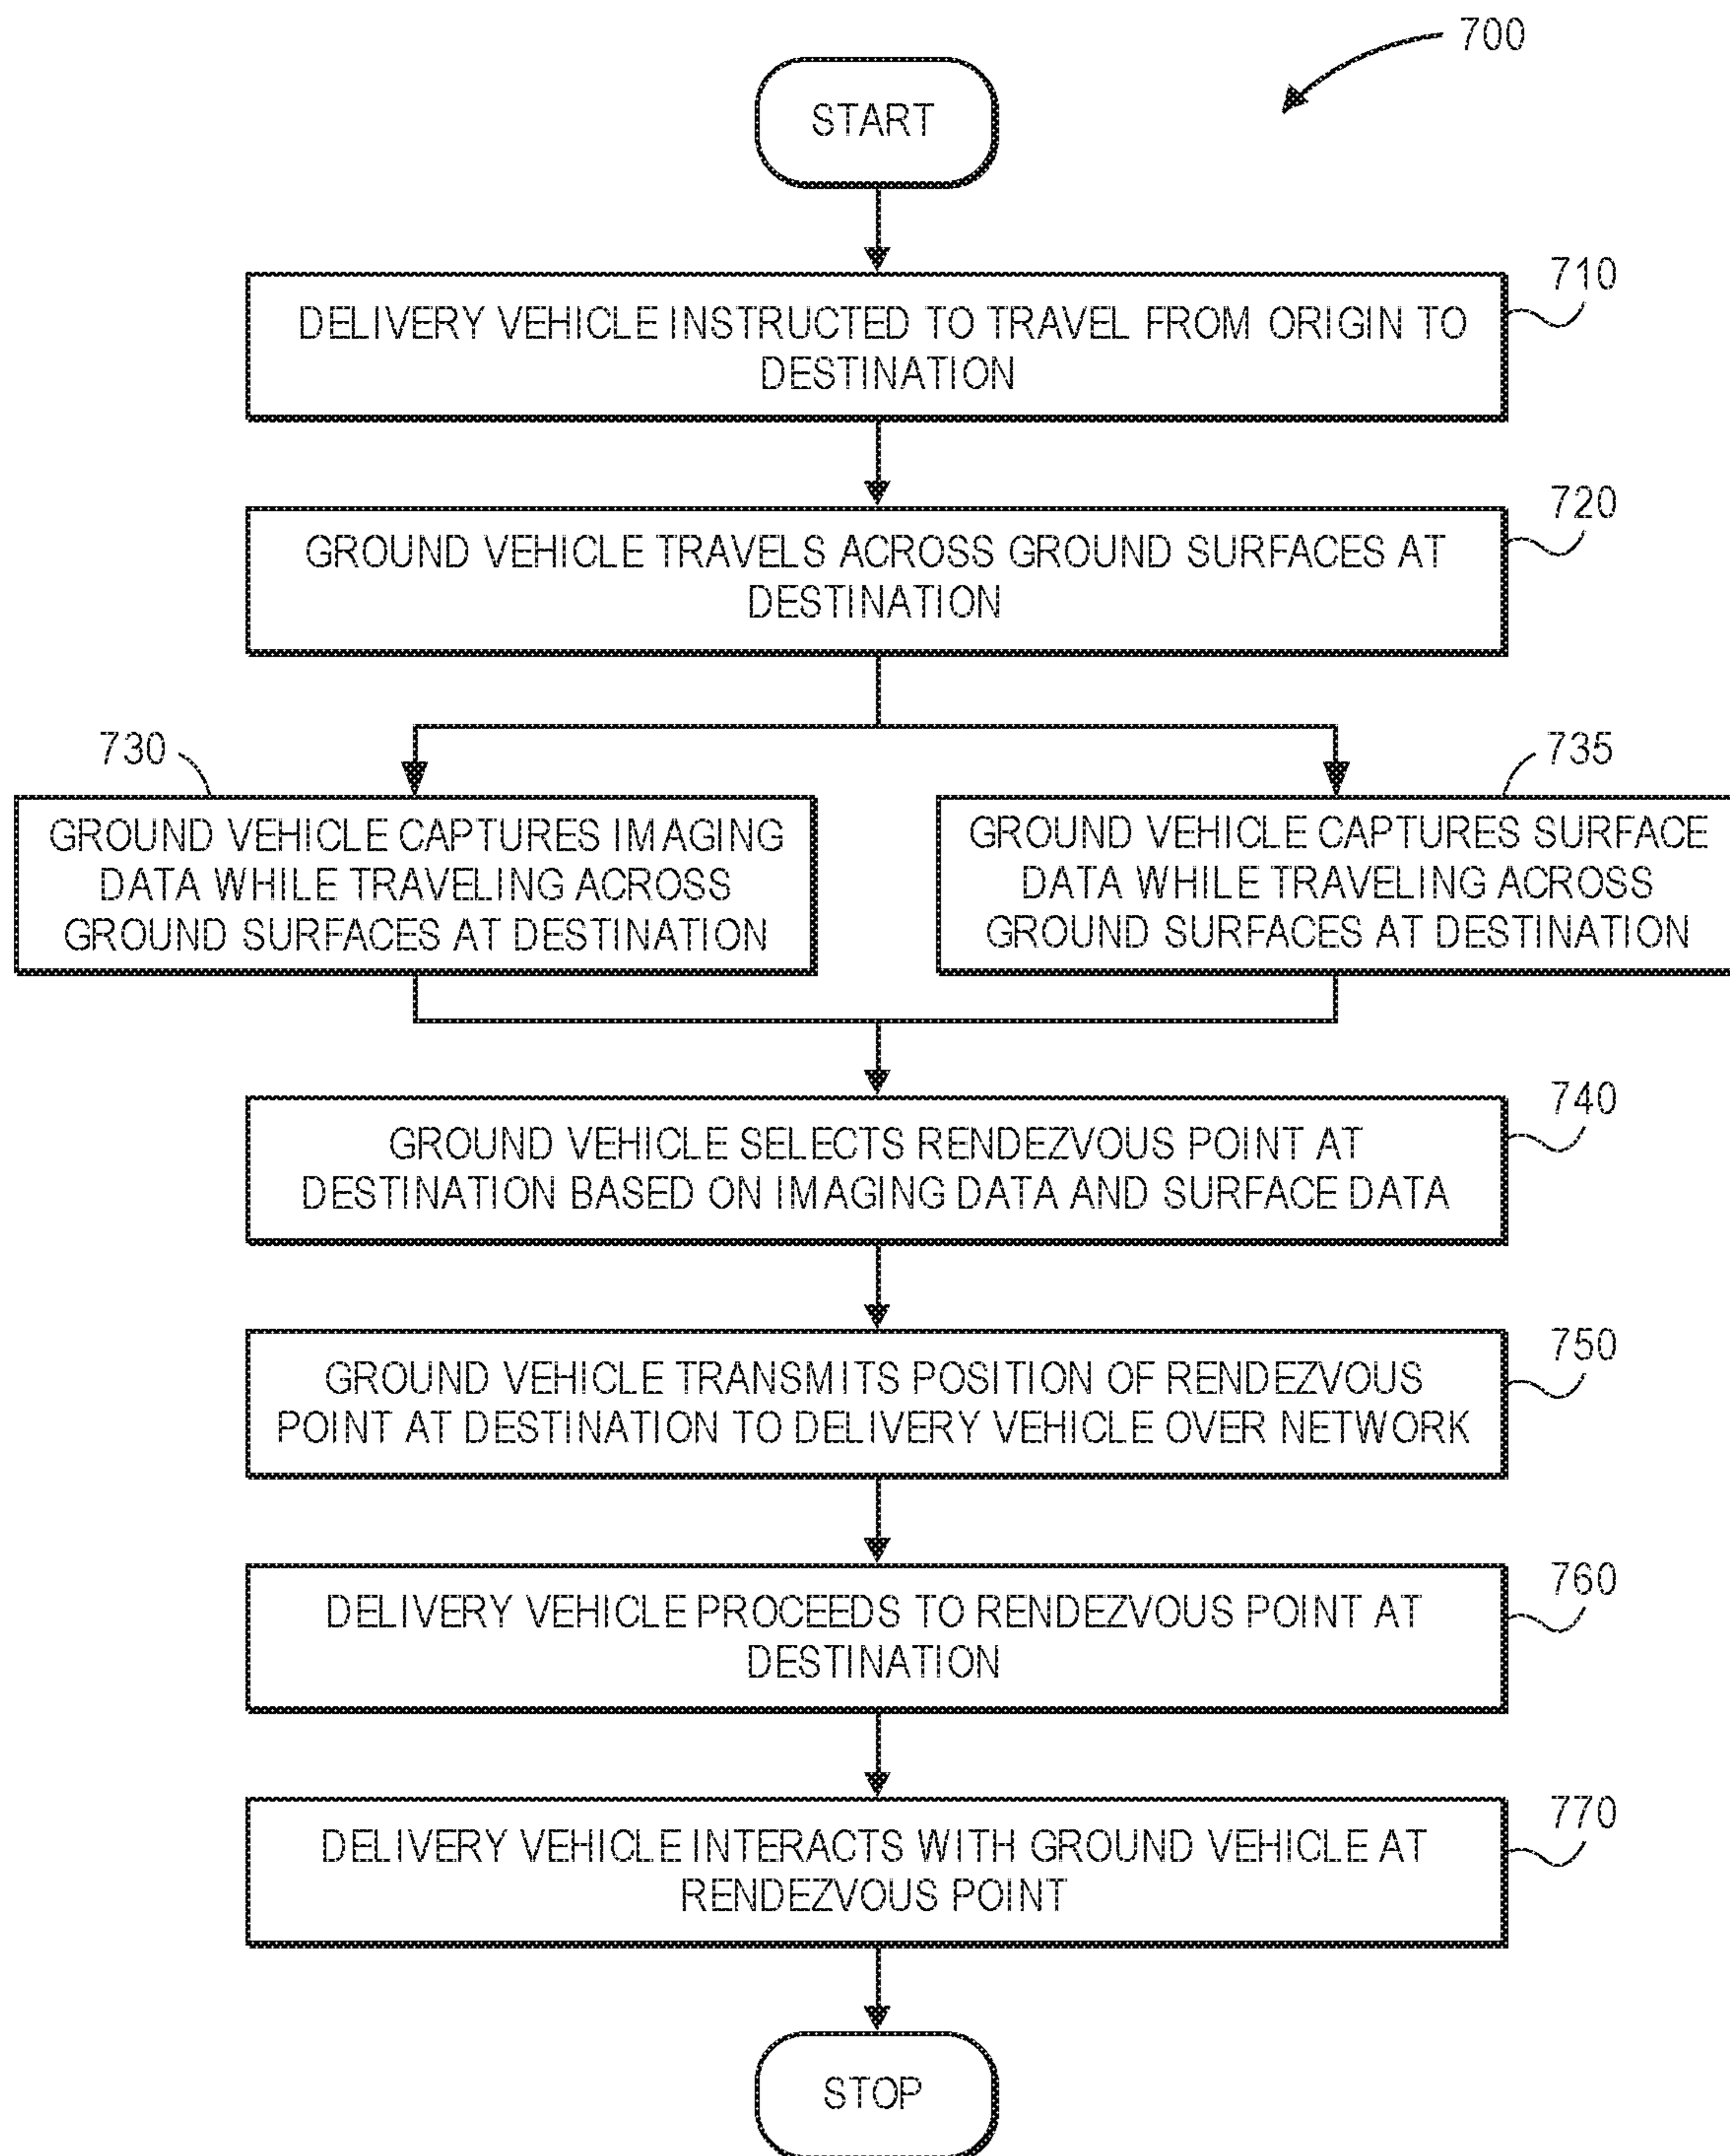 700
START
710
DELIVERY VEHICLE INSTRUCTED TO TRAVEL FROM ORIGIN TO
DESTINATION
720
GROUND VEHICLE TRAVELS ACROSS GROUND SURFACES AT
DESTINATION
730
GROUND VEHICLE CAPTURES IMAGING
DATA WHILE TRAVELING ACROSS
GROUND SURFACES AT DESTINATION
735
GROUND VEHICLE CAPTURES SURFACE
DATA WHILE TRAVELING ACROSS
GROUND SURFACES AT DESTINATION
740
GROUND VEHICLE SELECTS RENDEZVOUS POINT AT
DESTINATION BASED ON IMAGING DATA AND SURFACE DATA
750
GROUND VEHICLE TRANSMITS POSITION OF RENDEZVOUS
POINT AT DESTINATION TO DELIVERY VEHICLE OVER NETWORK
760
DELIVERY VEHICLE PROCEEDS TO RENDEZVOUS POINT AT
DESTINATION
770
DELIVERY VEHICLE INTERACTS WITH GROUND VEHICLE AT
RENDEZVOUS POINT
STOP